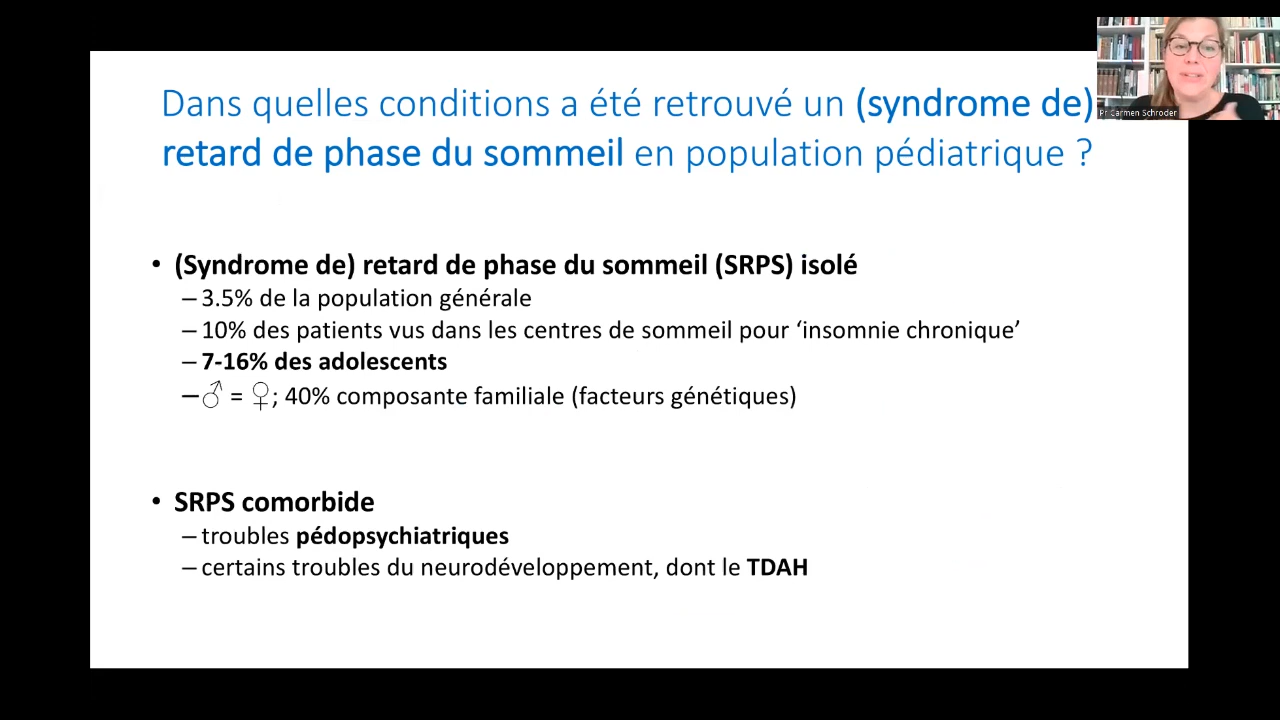 Dans quelles conditions a été retrouvé un (syndrome de)
retard de phase du sommeil en population pédiatrique ?
Pr Carmen Schroder
• (Syndrome de) retard de phase du sommeil (SRPS) isolé
– 3.5% de la population générale
– 10% des patients vus dans les centres de sommeil pour ‘insomnie chronique’
– 7-16% des adolescents
– ♂ = ♀; 40% composante familiale (facteurs génétiques)
• SRPS comorbide
– troubles pédopsychiatriques
– certains troubles du neurodéveloppement, dont le TDAH